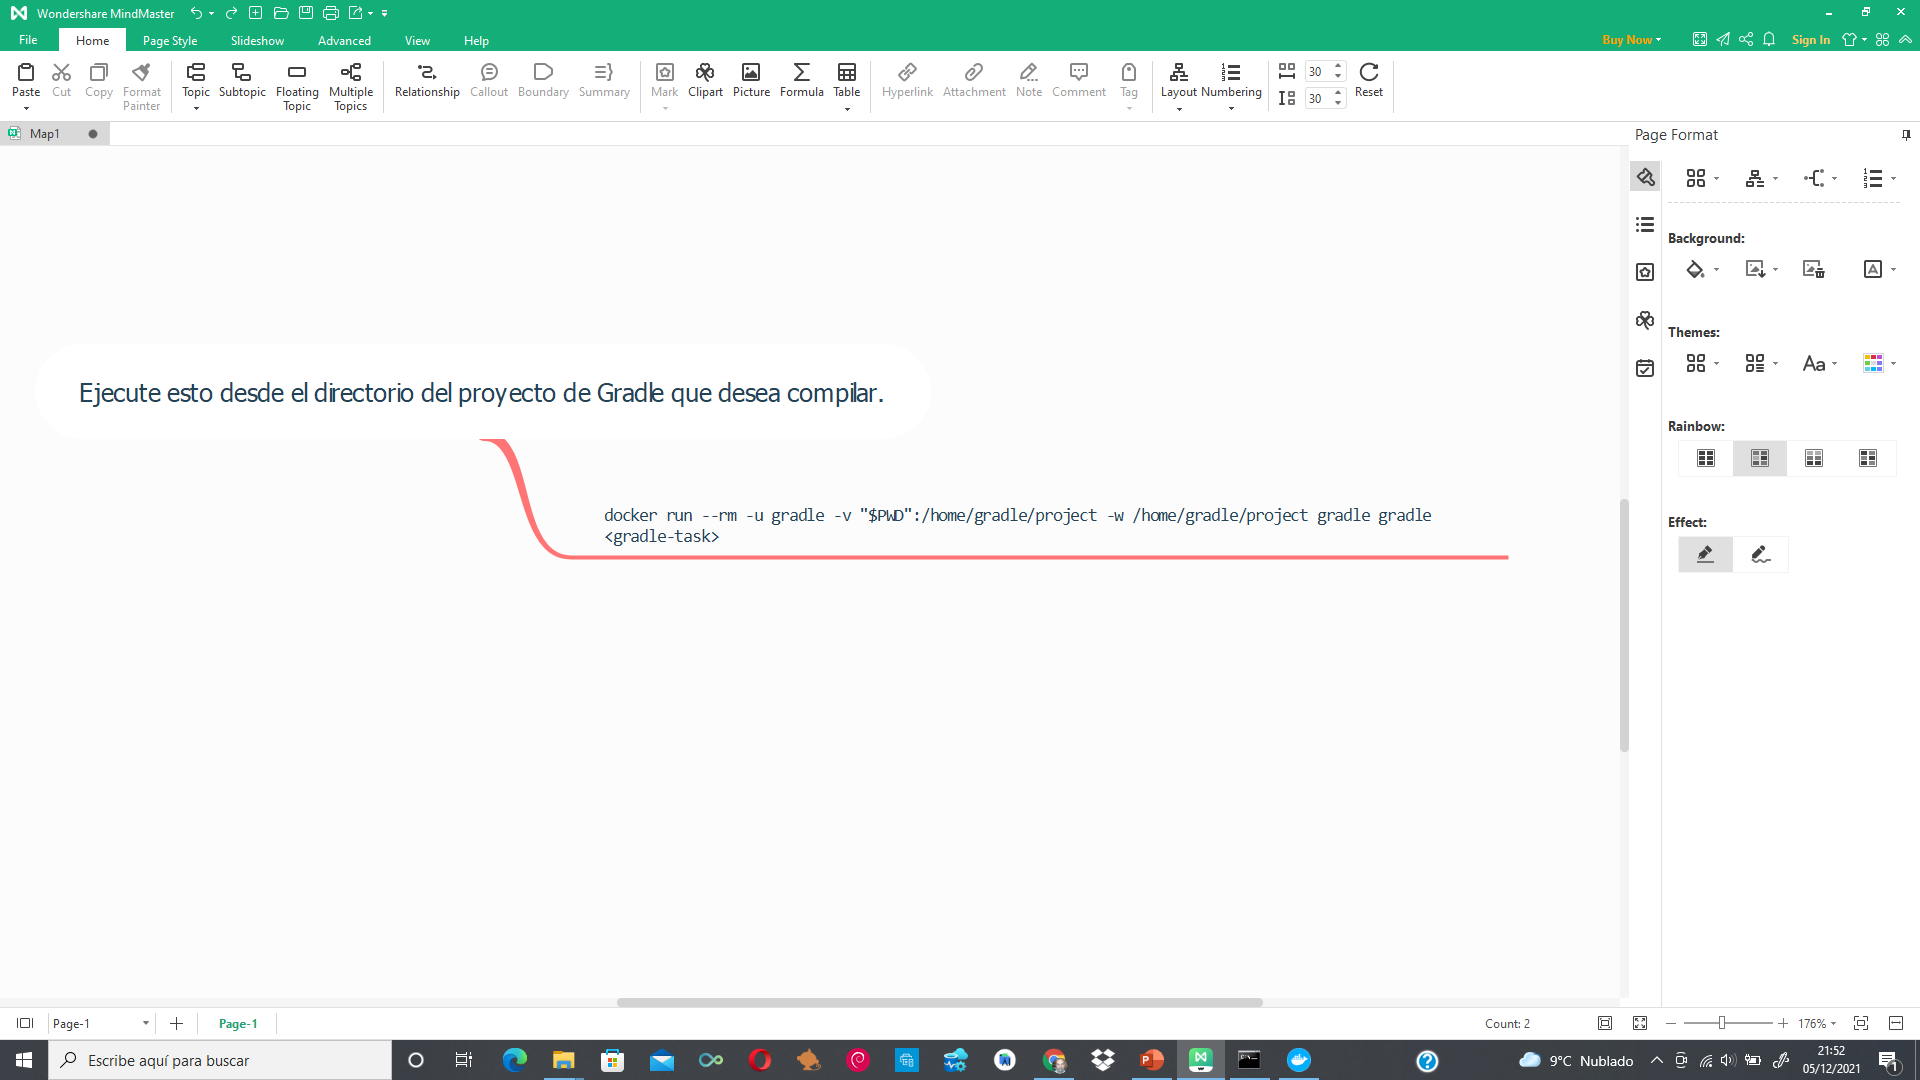 Wondershare MindMaster
File Home Page Style Slideshow Advanced View Help
Buy Now Sign In
Paste Cut Copy Format Painter Topic Subtopic Floating Topic Multiple Topics Relationship Callout Boundary Summary Mark Clipart Picture Formula Table Hyperlink Attachment Note Comment Tag Layout Numbering 30 30 Reset
Map1
Page Format
Background:
Themes:
Rainbow:
Effect:
Ejecute esto desde el directorio del proyecto de Gradle que desea compilar.
docker run --rm -u gradle -v "$PWD":/home/gradle/project -w /home/gradle/project gradle gradle
<gradle-task>
Page-1 Page-1 Count: 2 176%
Escribe aquí para buscar
9°C Nublado
21:52
05/12/2021
1